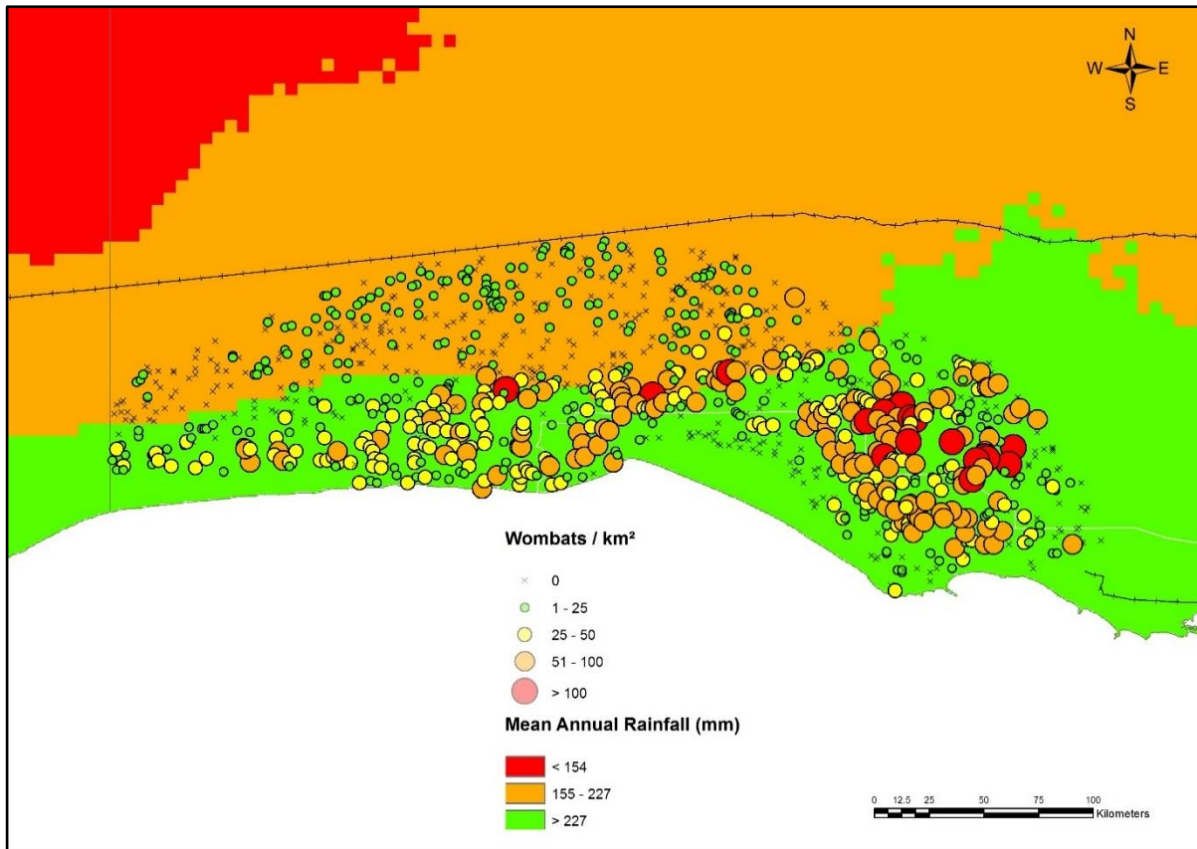 N
W E
S
Wombats / km²
0
1 - 25
25 - 50
51 - 100
> 100
Mean Annual Rainfall (mm)
< 154
155 - 227
> 227
0 12.5 25 50 75 100
Kilometers